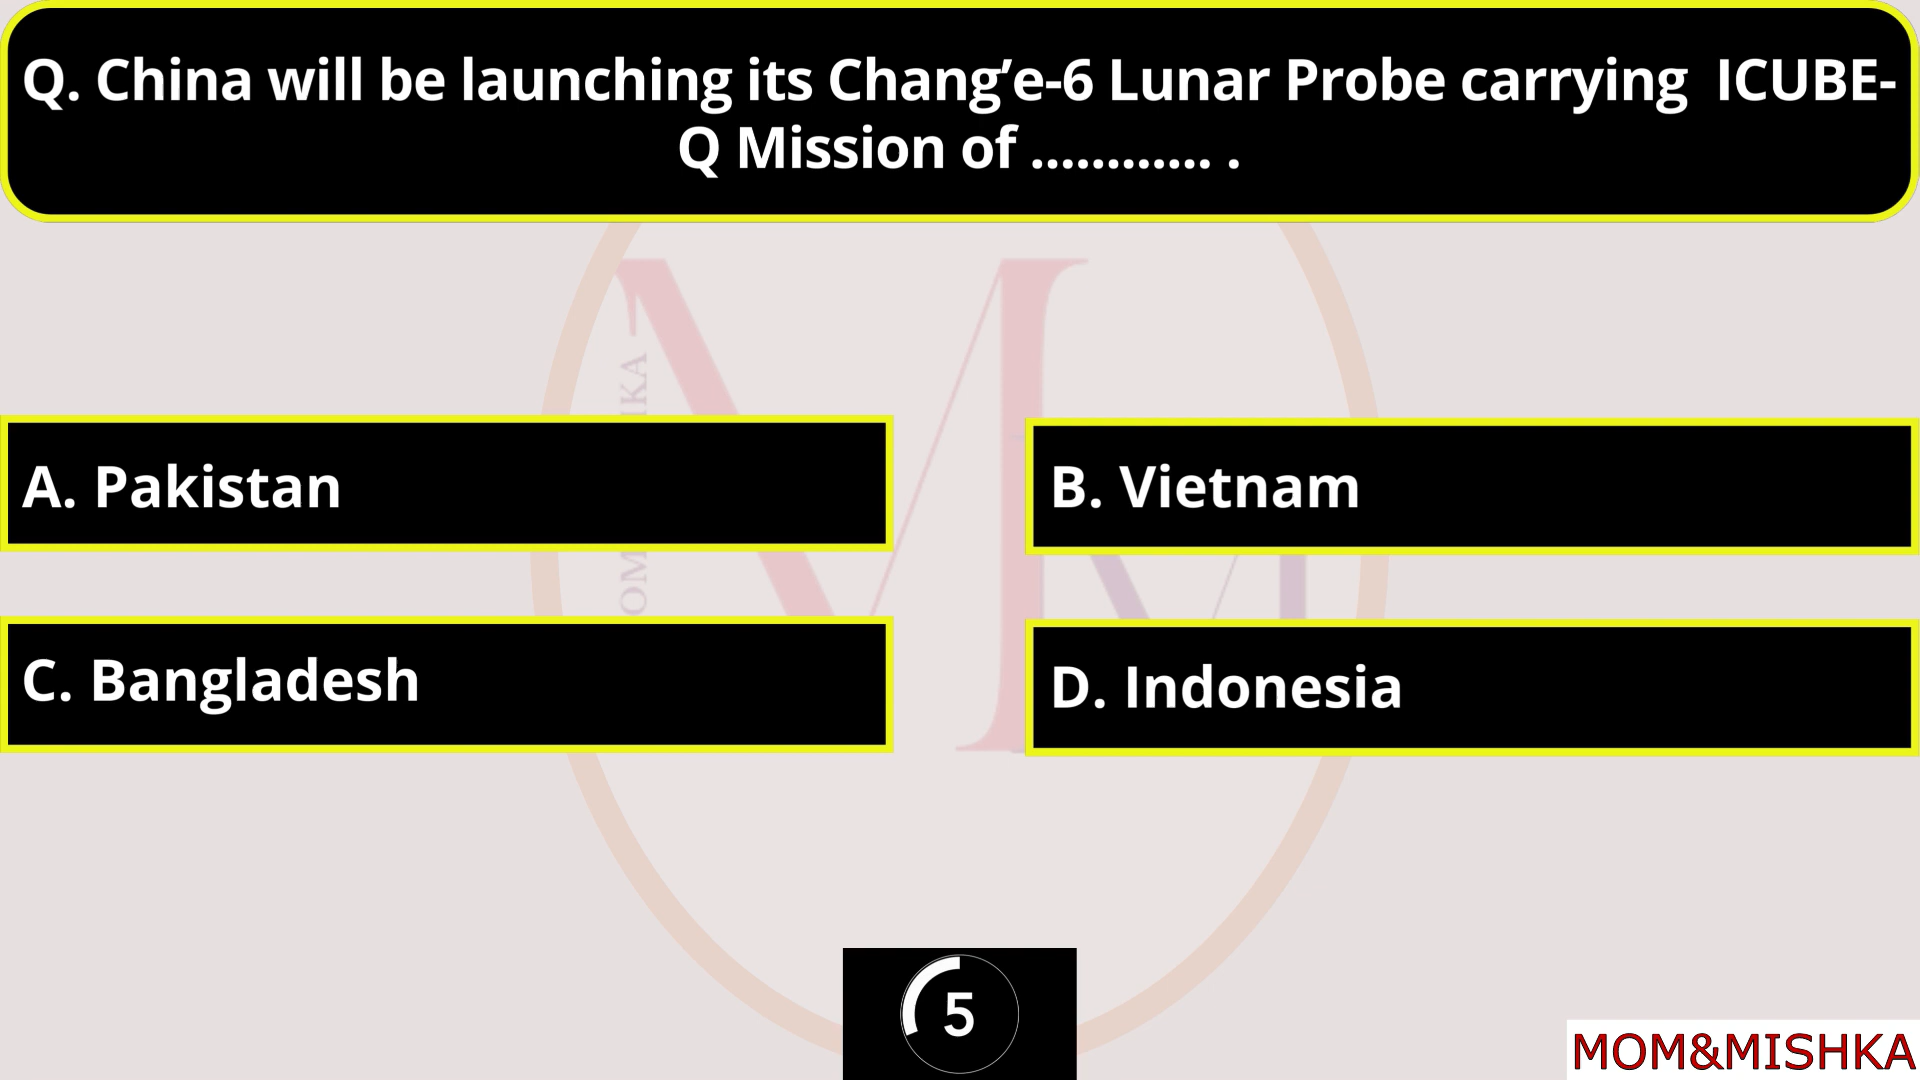 Q. China will be launching its Chang’e-6 Lunar Probe carrying  ICUBE-
Q Mission of ............ .
A. Pakistan
B. Vietnam
C. Bangladesh
D. Indonesia
5
MOM&MISHKA